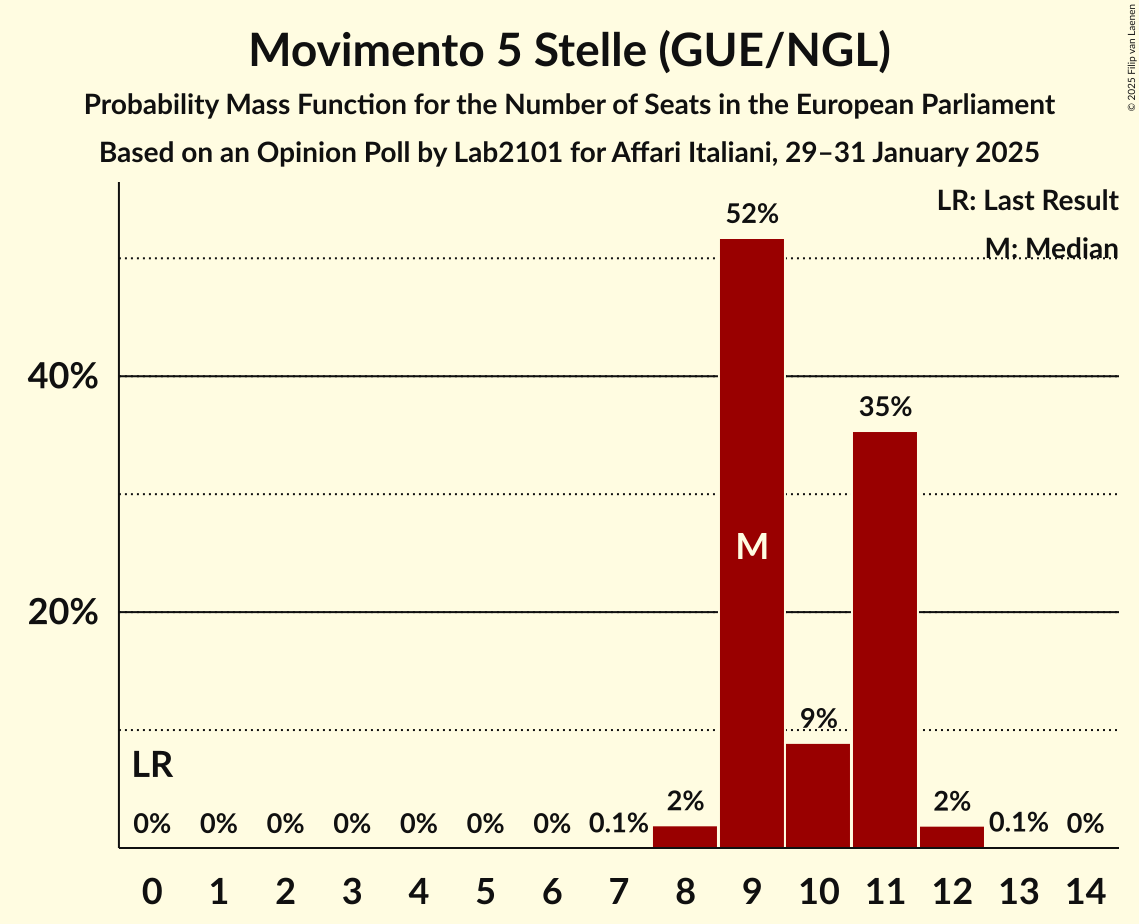 Movimento 5 Stelle (GUE/NGL)
Probability Mass Function for the Number of Seats in the European Parliament
Based on an Opinion Poll by Lab2101 for Affari Italiani, 29–31 January 2025
© 2025 Filip van Laenen
LR: Last Result
M: Median
52%
40%
35%
M
20%
9%
LR
2% 2%
0% 0% 0% 0% 0% 0% 0% 0.1% 0.1% 0%
0 1 2 3 4 5 6 7 8 9 10 11 12 13 14